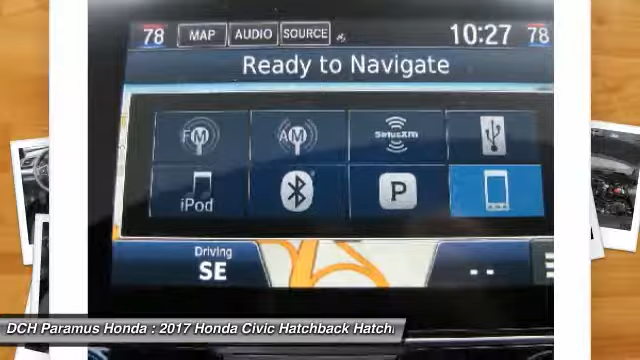 78 MAP AUDIO SOURCE 10:27 78
Ready to Navigate
FM AM SiriusXM
iPod P
Driving
SE --
DCH Paramus Honda : 2017 Honda Civic Hatchback Hatchl